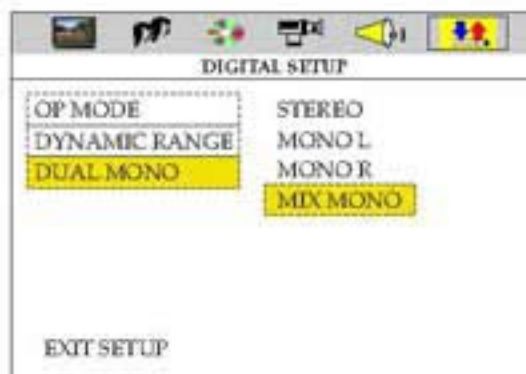 DIGITAL SETUP
OP MODE
DYNAMIC RANGE
DUAL MONO
STEREO
MONO L
MONO R
MIX MONO
EXIT SETUP